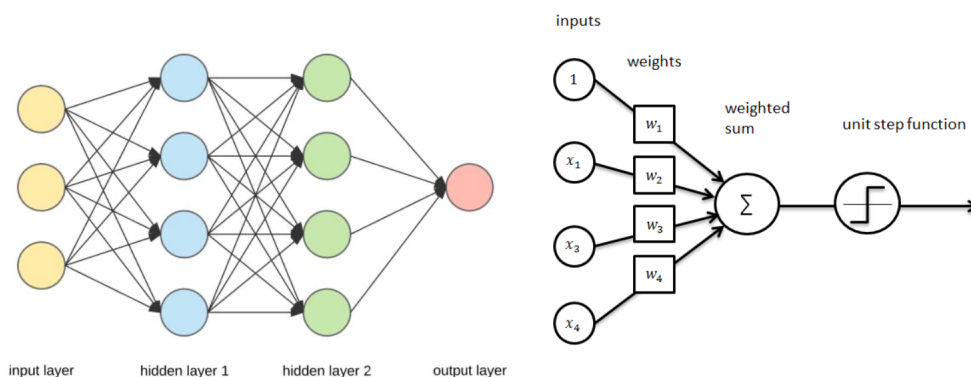 input layer
hidden layer 1
hidden layer 2
output layer
inputs
weights
weighted
sum
unit step function
1
x₁
x₃
x₄
w₁
w₂
w₃
w₄
Σ